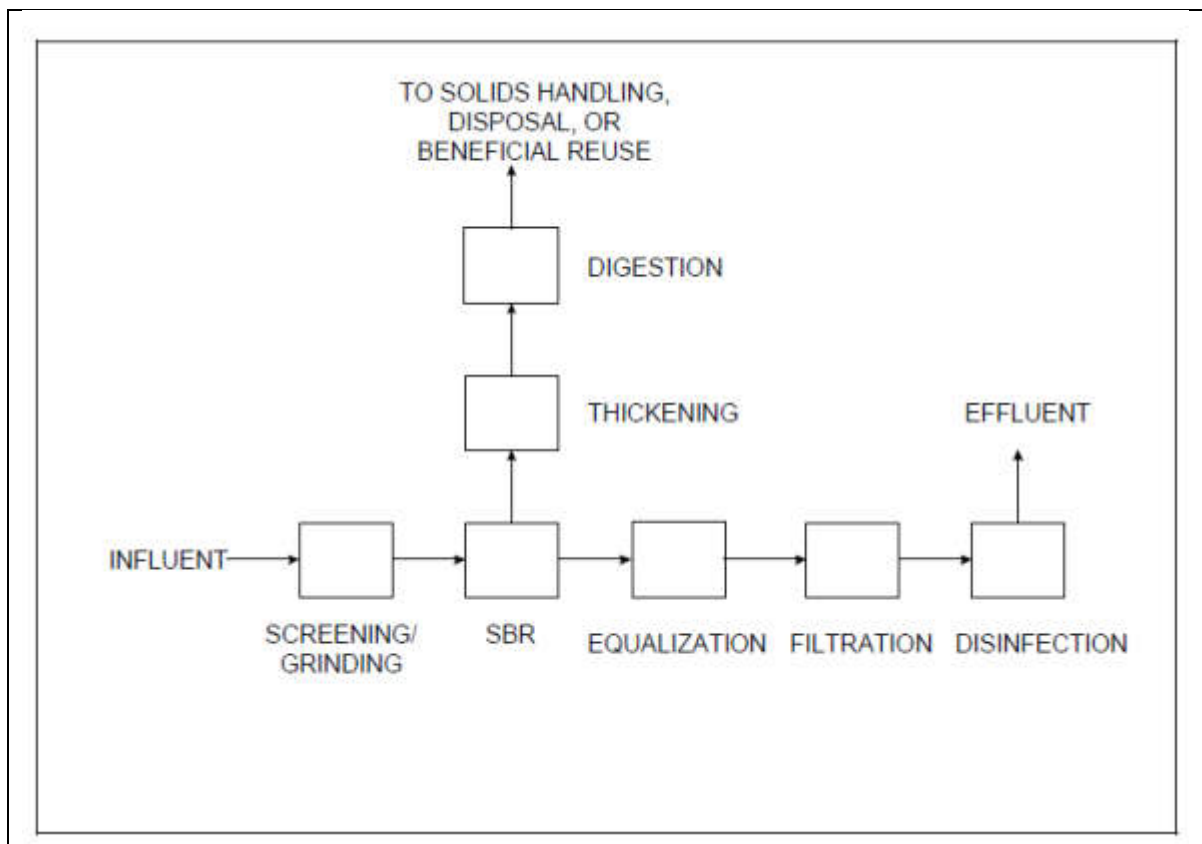 TO SOLIDS HANDLING,
DISPOSAL, OR
BENEFICIAL REUSE
DIGESTION
THICKENING
EFFLUENT
INFLUENT
SCREENING/
GRINDING
SBR
EQUALIZATION
FILTRATION
DISINFECTION